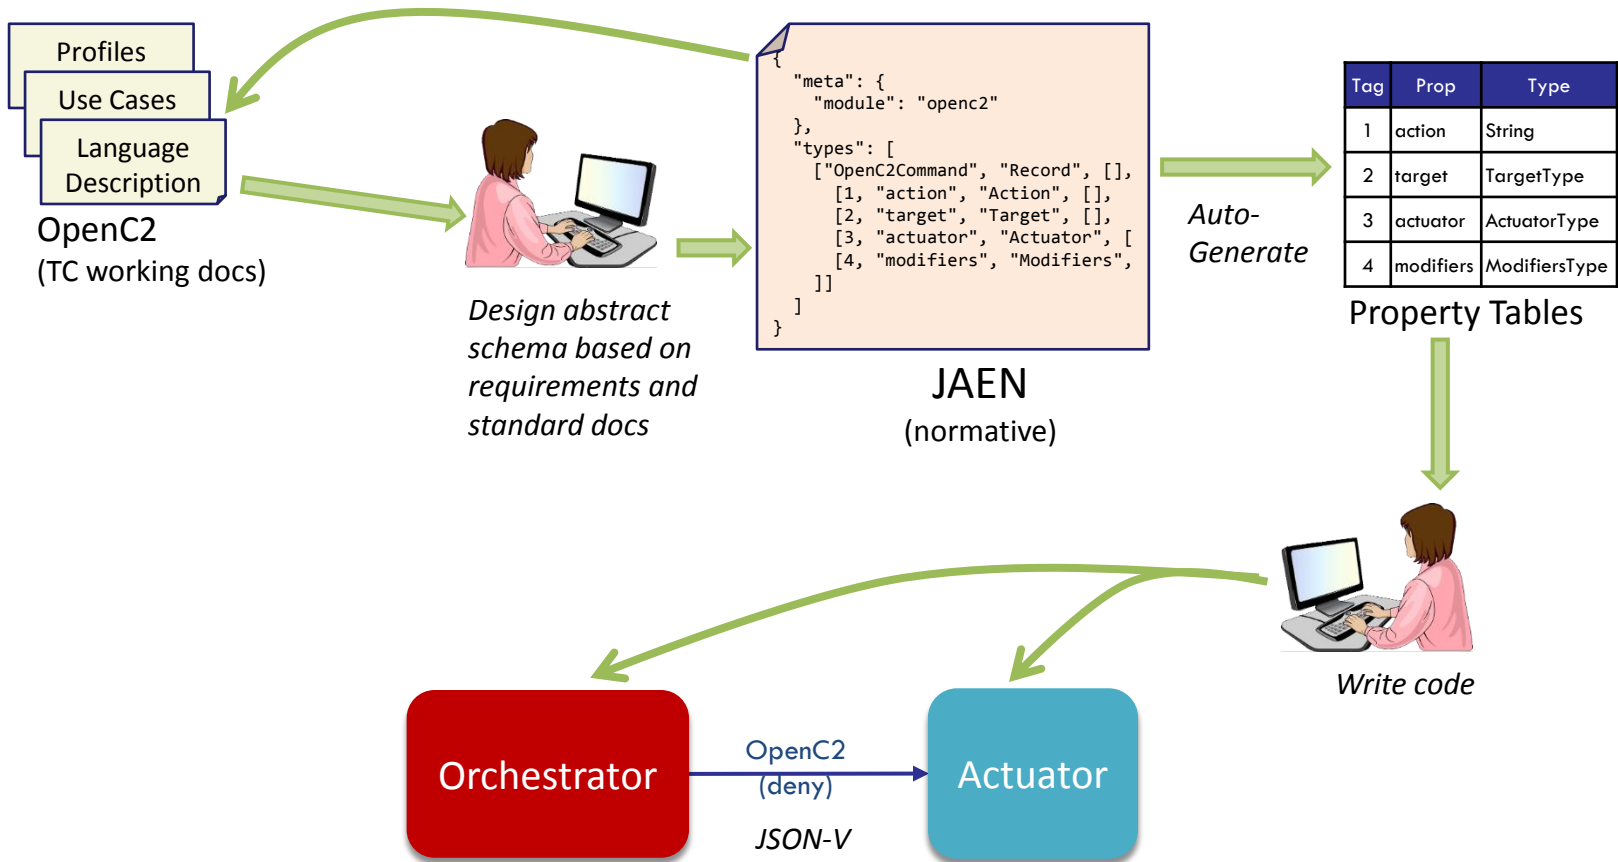 Profiles
Use Cases
Language
Description
OpenC2
(TC working docs)
Design abstract
schema based on
requirements and
standard docs
{
  "meta": {
    "module": "openc2"
  },
  "types": [
    ["OpenC2Command", "Record", [],
      [1, "action", "Action", [],
      [2, "target", "Target", [],
      [3, "actuator", "Actuator", [
      [4, "modifiers", "Modifiers",
    ]]
  ]
}
JAEN
(normative)
Auto-
Generate
Tag Prop Type
1 action String
2 target TargetType
3 actuator ActuatorType
4 modifiers ModifiersType
Property Tables
Write code
Orchestrator
OpenC2
(deny)
JSON-V
Actuator